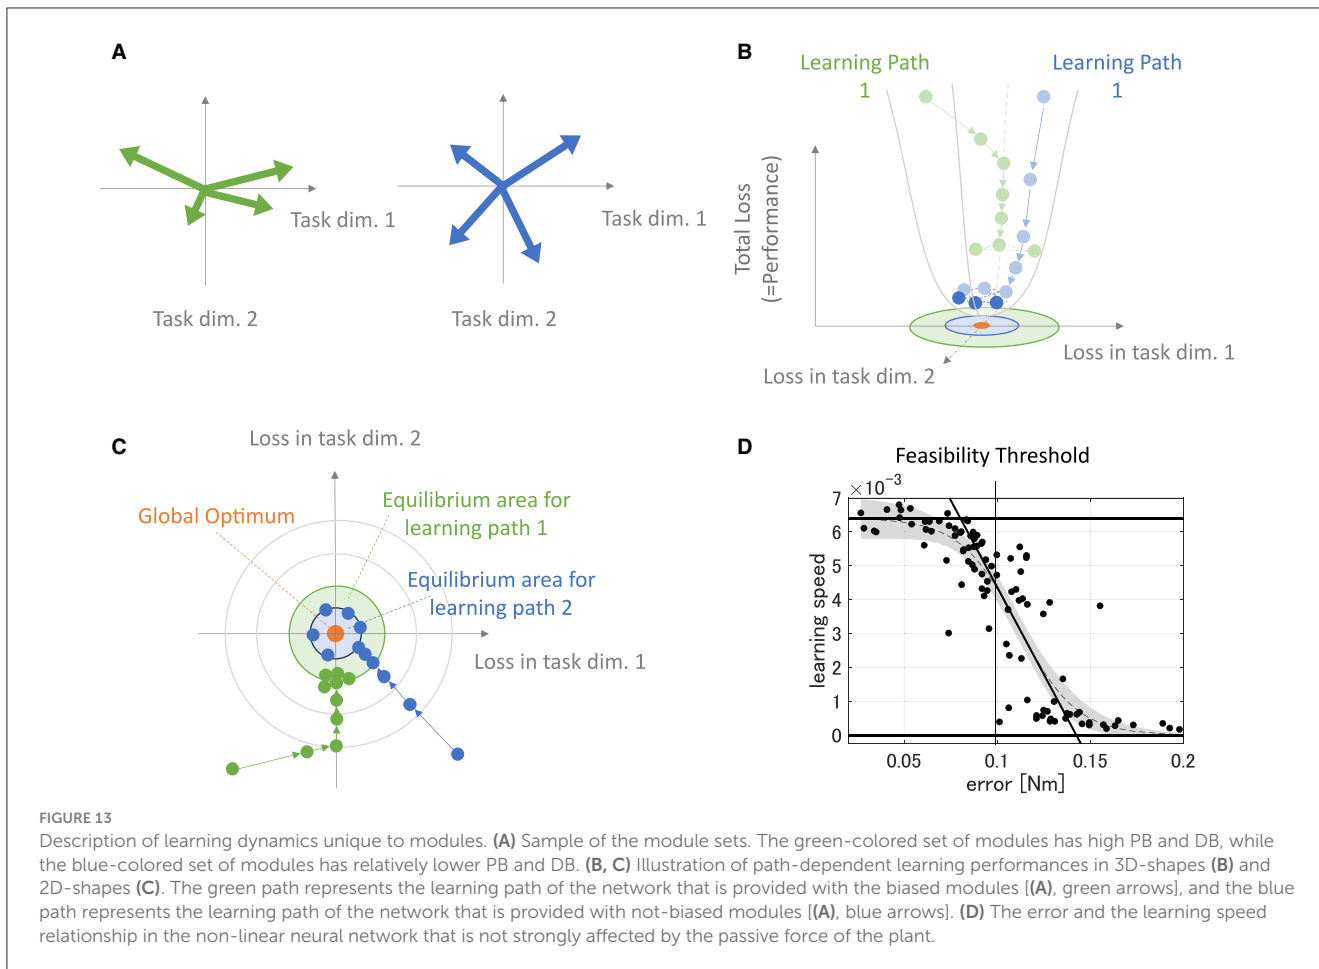 A
Task dim. 1
Task dim. 2
Task dim. 1
Task dim. 2
B
Learning Path
1
Learning Path
1
Total Loss
(=Performance)
Loss in task dim. 1
Loss in task dim. 2
C
Loss in task dim. 2
Global Optimum
Equilibrium area for
learning path 1
Equilibrium area for
learning path 2
Loss in task dim. 1
D
Feasibility Threshold
×10⁻³
7
6
5
4
3
2
1
0
learning speed
0.05
0.1
0.15
0.2
error [Nm]
FIGURE 13
Description of learning dynamics unique to modules. (A) Sample of the module sets. The green-colored set of modules has high PB and DB, while
the blue-colored set of modules has relatively lower PB and DB. (B, C) Illustration of path-dependent learning performances in 3D-shapes (B) and
2D-shapes (C). The green path represents the learning path of the network that is provided with the biased modules [(A), green arrows], and the blue
path represents the learning path of the network that is provided with not-biased modules [(A), blue arrows]. (D) The error and the learning speed
relationship in the non-linear neural network that is not strongly affected by the passive force of the plant.